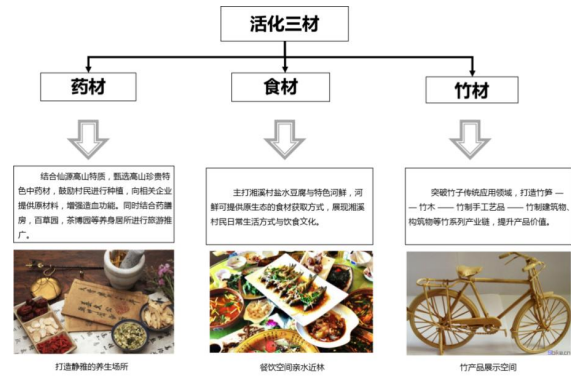 活化三材
药材
食材
竹材
结合仙源高山特质，甄选高山珍贵特
色中药材，鼓励村民进行种植，向相关企业
提供原材料，增强造血功能。同时结合药膳
房，百草园，茶博园等养身居所进行旅游推
广。
主打湘溪村盐水豆腐与特色河鲜，河
鲜可提供原生态的食材获取方式，展现湘溪
村民日常生活方式与饮食文化。
突破竹子传统应用领域，打造竹笋 —
— 竹木 —— 竹制手工艺品 —— 竹制建筑物、
构筑物等竹系列产业链，提升产品价值。
打造静雅的养生场所
餐饮空间亲水近林
竹产品展示空间